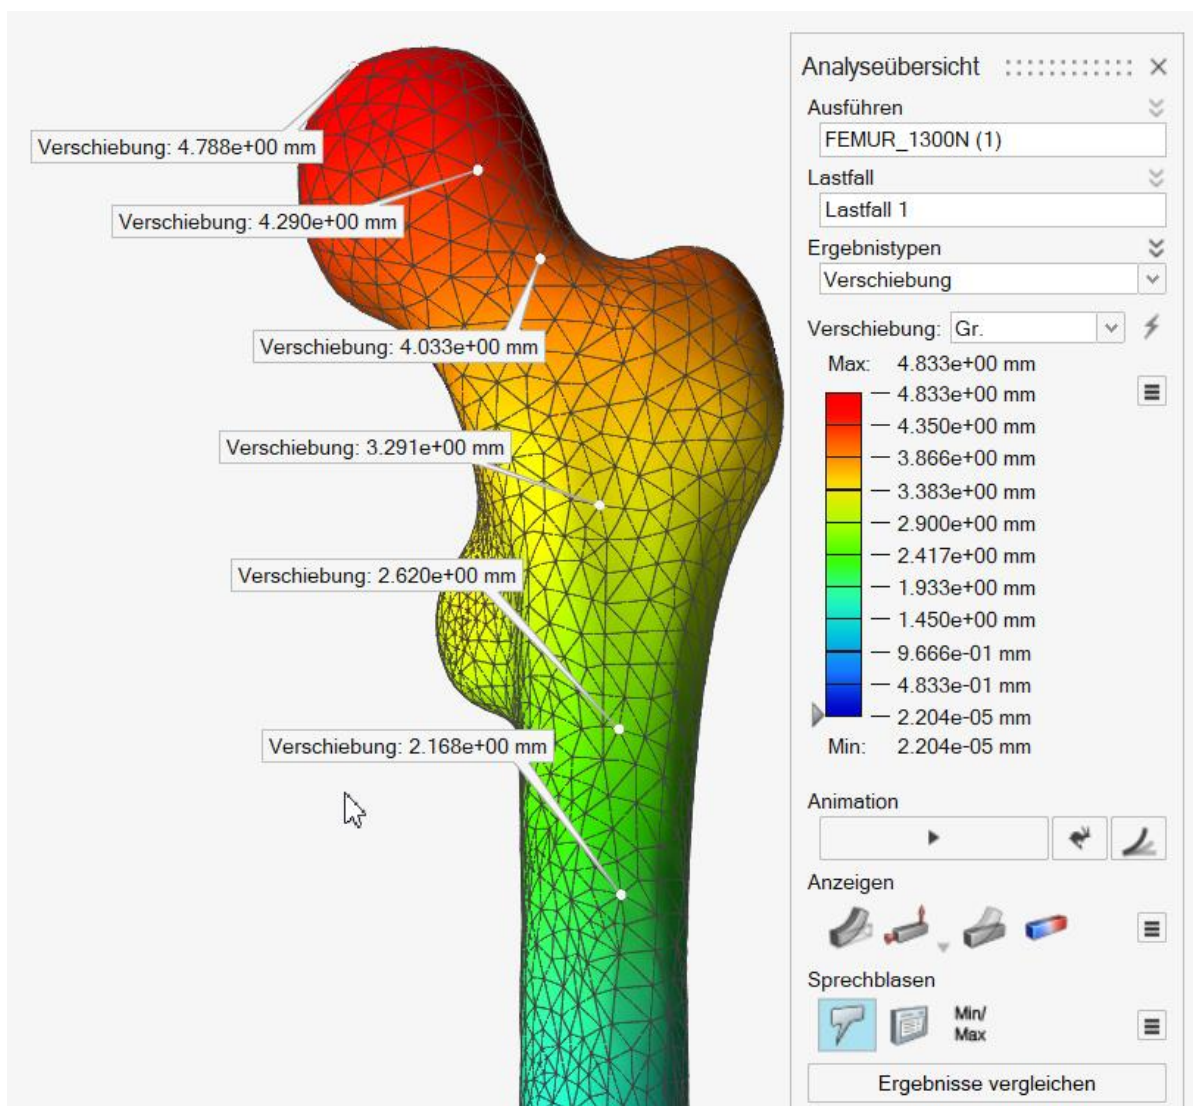 Verschiebung: 4.788e+00 mm
Verschiebung: 4.290e+00 mm
Verschiebung: 4.033e+00 mm
Verschiebung: 3.291e+00 mm
Verschiebung: 2.620e+00 mm
Verschiebung: 2.168e+00 mm
Analyseübersicht
Ausführen
FEMUR_1300N (1)
Lastfall
Lastfall 1
Ergebnistypen
Verschiebung
Verschiebung: Gr.
Max: 4.833e+00 mm
4.833e+00 mm
4.350e+00 mm
3.866e+00 mm
3.383e+00 mm
2.900e+00 mm
2.417e+00 mm
1.933e+00 mm
1.450e+00 mm
9.666e-01 mm
4.833e-01 mm
2.204e-05 mm
Min: 2.204e-05 mm
Animation
Anzeigen
Sprechblasen
Min/
Max
Ergebnisse vergleichen